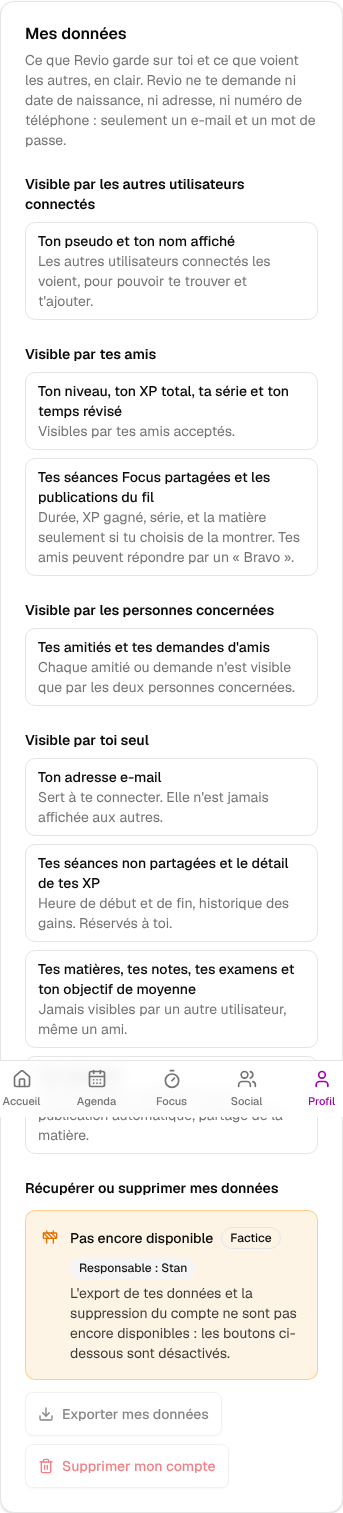 Mes données
Ce que Revio garde sur toi et ce que voient
les autres, en clair. Revio ne te demande ni
date de naissance, ni adresse, ni numéro de
téléphone : seulement un e-mail et un mot de
passe.
Visible par les autres utilisateurs
connectés
Ton pseudo et ton nom affiché
Les autres utilisateurs connectés les
voient, pour pouvoir te trouver et
t'ajouter.
Visible par tes amis
Ton niveau, ton XP total, ta série et ton
temps révisé
Visibles par tes amis acceptés.
Tes séances Focus partagées et les
publications du fil
Durée, XP gagné, série, et la matière
seulement si tu choisis de la montrer. Tes
amis peuvent répondre par un « Bravo ».
Visible par les personnes concernées
Tes amitiés et tes demandes d'amis
Chaque amitié ou demande n'est visible
que par les deux personnes concernées.
Visible par toi seul
Ton adresse e-mail
Sert à te connecter. Elle n'est jamais
affichée aux autres.
Tes séances non partagées et le détail
de tes XP
Heure de début et de fin, historique des
gains. Réservés à toi.
Tes matières, tes notes, tes examens et
ton objectif de moyenne
Jamais visibles par un autre utilisateur,
même un ami.
Accueil Agenda Focus Social Profil
publication automatique, partage de la
matière.
Récupérer ou supprimer mes données
Pas encore disponible Factice
Responsable : Stan
L'export de tes données et la
suppression du compte ne sont pas
encore disponibles : les boutons ci-
dessous sont désactivés.
Exporter mes données
Supprimer mon compte